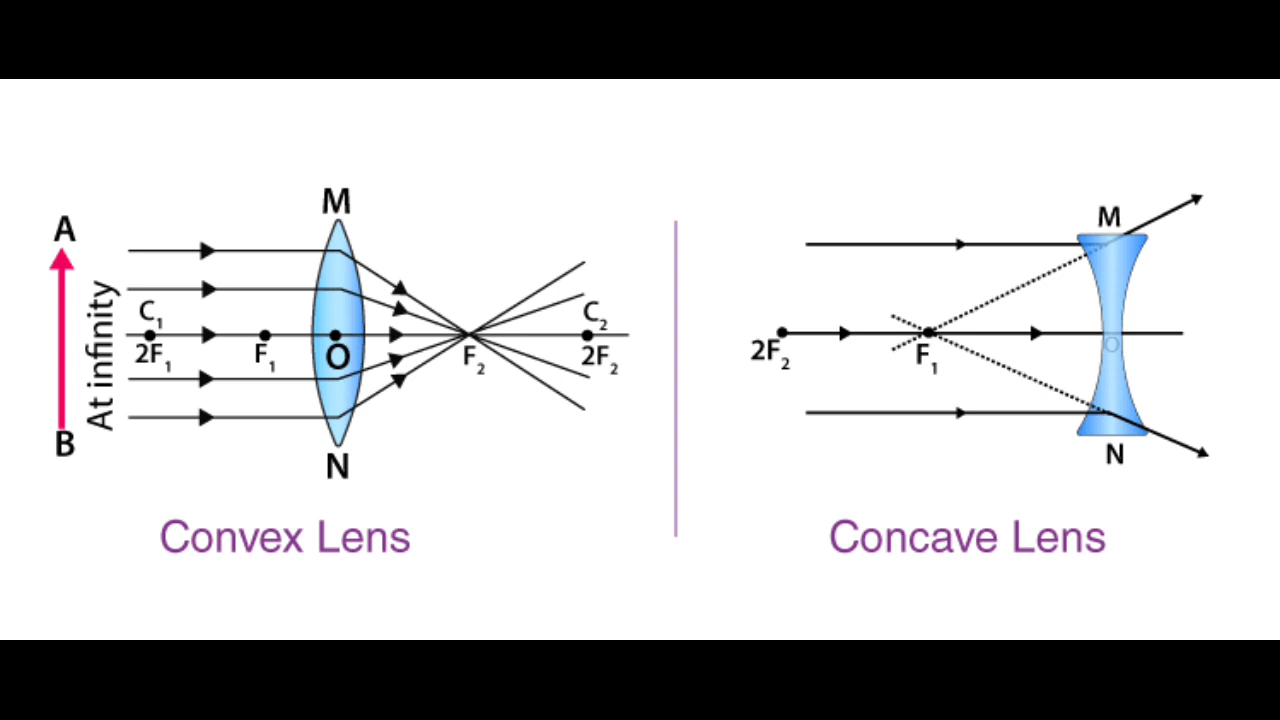 M
A
At infinity
C₁
2F₁
F₁
O
F₂
C₂
2F₂
B
N
Convex Lens
M
2F₂
F₁
O
N
Concave Lens